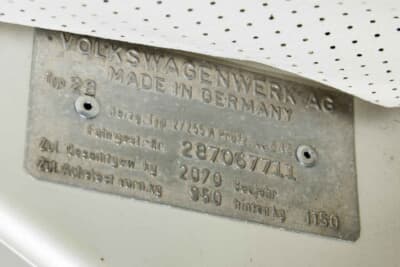 VOLKSWAGENWERK AG
MADE IN GERMANY
Typ 22
Fahrgest.-Nr. 287067711
Zul. Gesamtgew. kg 2070 Baujahr
Zul. Achslast vorn kg 950 hinten kg 1150